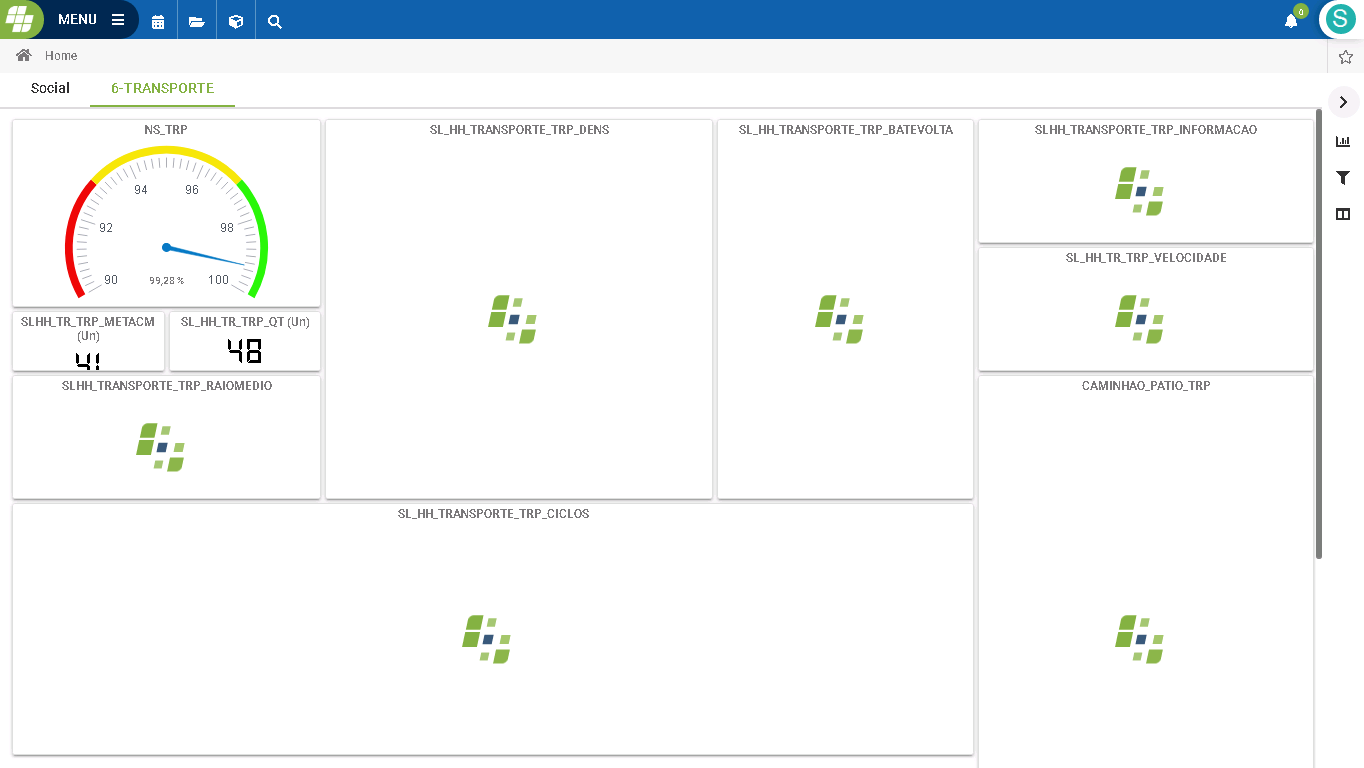 MENU
0
S
Home
Social
6-TRANSPORTE
NS_TRP
90
92
94
96
98
100
99,28 %
SL_HH_TRANSPORTE_TRP_DENS
SL_HH_TRANSPORTE_TRP_BATEVOLTA
SLHH_TRANSPORTE_TRP_INFORMACAO
SL_HH_TR_TRP_VELOCIDADE
SLHH_TR_TRP_METACM
(Un)
41
SL_HH_TR_TRP_QT (Un)
48
SLHH_TRANSPORTE_TRP_RAIOMEDIO
CAMINHAO_PATIO_TRP
SL_HH_TRANSPORTE_TRP_CICLOS